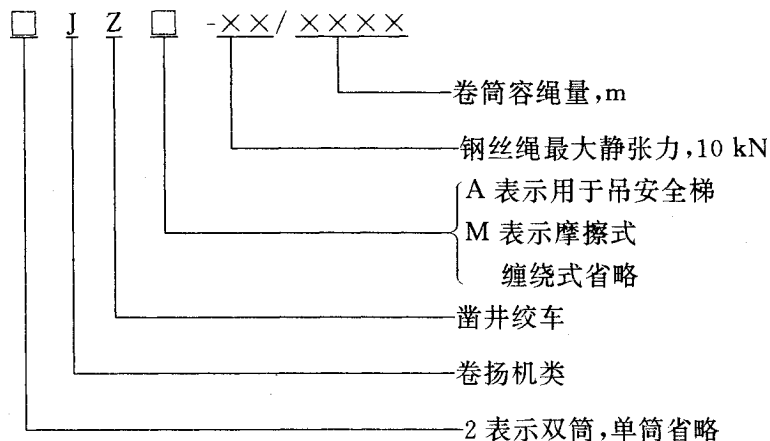 □ J Z □ -××/××××
卷筒容绳量,m
钢丝绳最大静张力,10 kN
A 表示用于吊安全梯
M 表示摩擦式
缠绕式省略
凿井绞车
卷扬机类
2 表示双筒,单筒省略